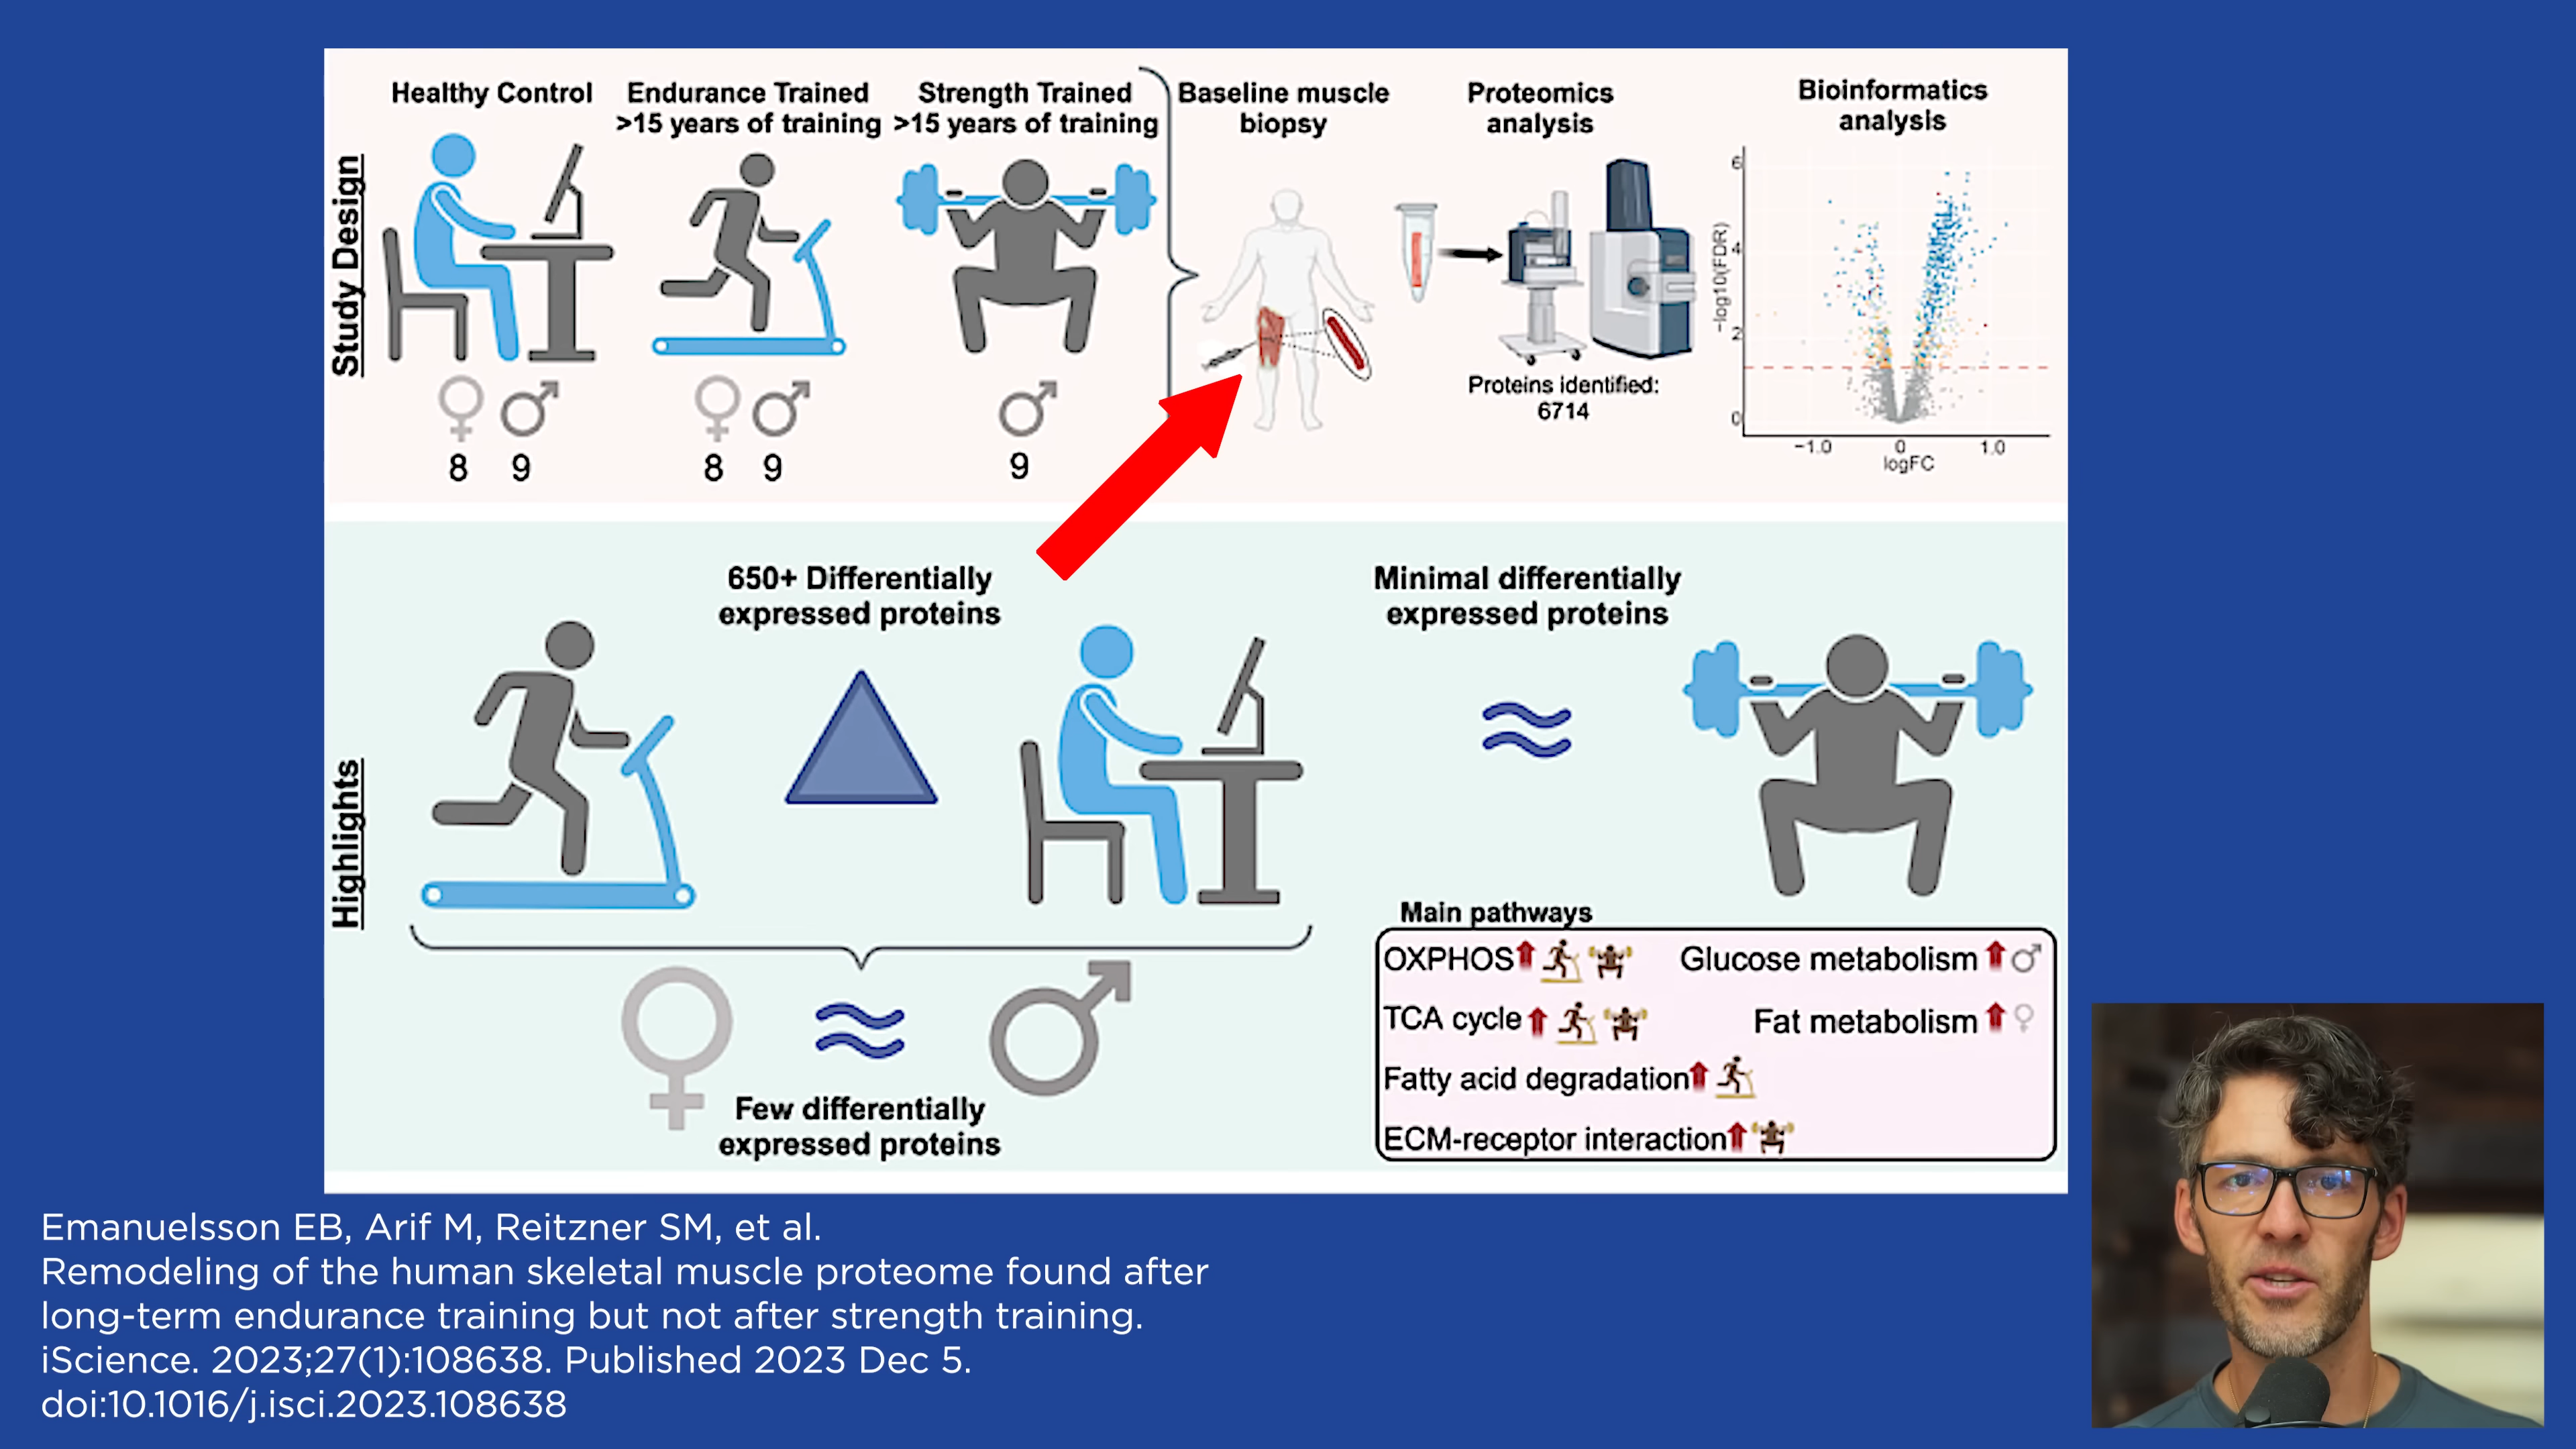 Study Design
Healthy Control
Endurance Trained
>15 years of training
Strength Trained
>15 years of training
Baseline muscle
biopsy
Proteomics
analysis
Bioinformatics
analysis
8 9
8 9
9
Proteins identified:
6714
-log10(FDR)
6
4
2
0
-1.0 0 1.0
logFC
Highlights
650+ Differentially
expressed proteins
Minimal differentially
expressed proteins
Few differentially
expressed proteins
Main pathways
OXPHOS Glucose metabolism
TCA cycle Fat metabolism
Fatty acid degradation
ECM-receptor interaction
Emanuelsson EB, Arif M, Reitzner SM, et al.
Remodeling of the human skeletal muscle proteome found after
long-term endurance training but not after strength training.
iScience. 2023;27(1):108638. Published 2023 Dec 5.
doi:10.1016/j.isci.2023.108638